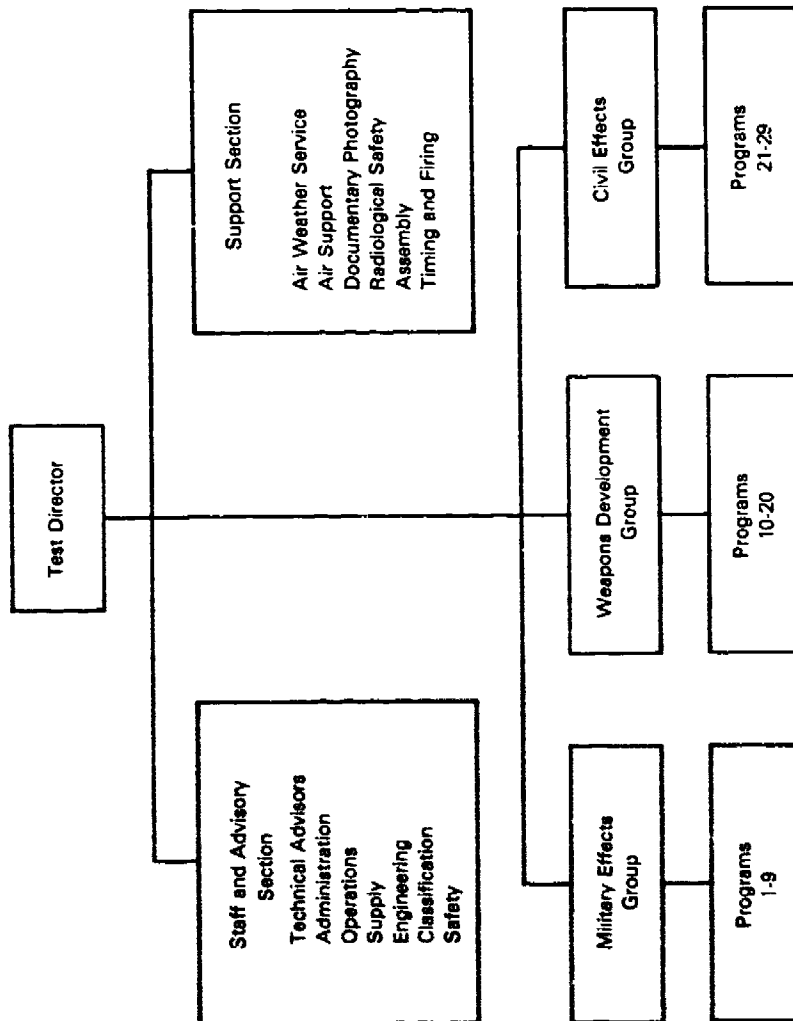 Test Director
Staff and Advisory
Section
Technical Advisors
Administration
Operations
Supply
Engineering
Classification
Safety
Support Section
Air Weather Service
Air Support
Documentary Photography
Radiological Safety
Assembly
Timing and Firing
Military Effects
Group
Weapons Development
Group
Civil Effects
Group
Programs
1-9
Programs
10-20
Programs
21-29